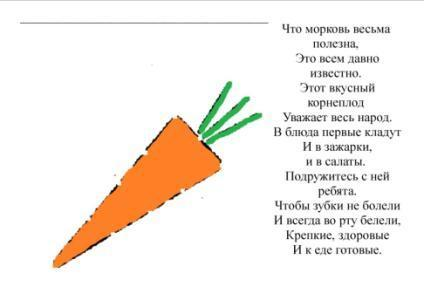 Что морковь весьма
полезна,
Это всем давно
известно.
Этот вкусный
корнеплод
Уважает весь народ.
В блюда первые кладут
И в зажарки,
и в салаты.
Подружитесь с ней
ребята.
Чтобы зубки не болели
И всегда во рту белели,
Крепкие, здоровые
И к еде готовые.